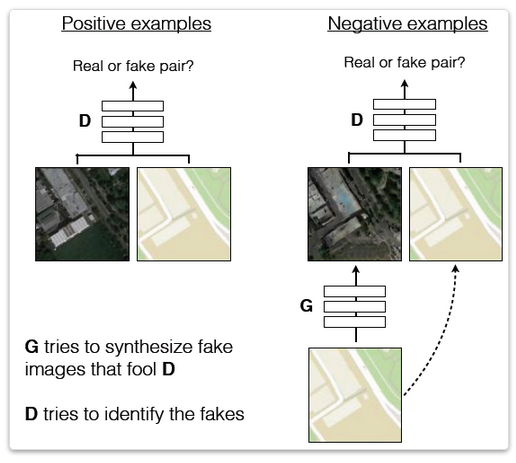 Positive examples
Negative examples
Real or fake pair?
Real or fake pair?
D
D
G
G tries to synthesize fake
images that fool D
D tries to identify the fakes